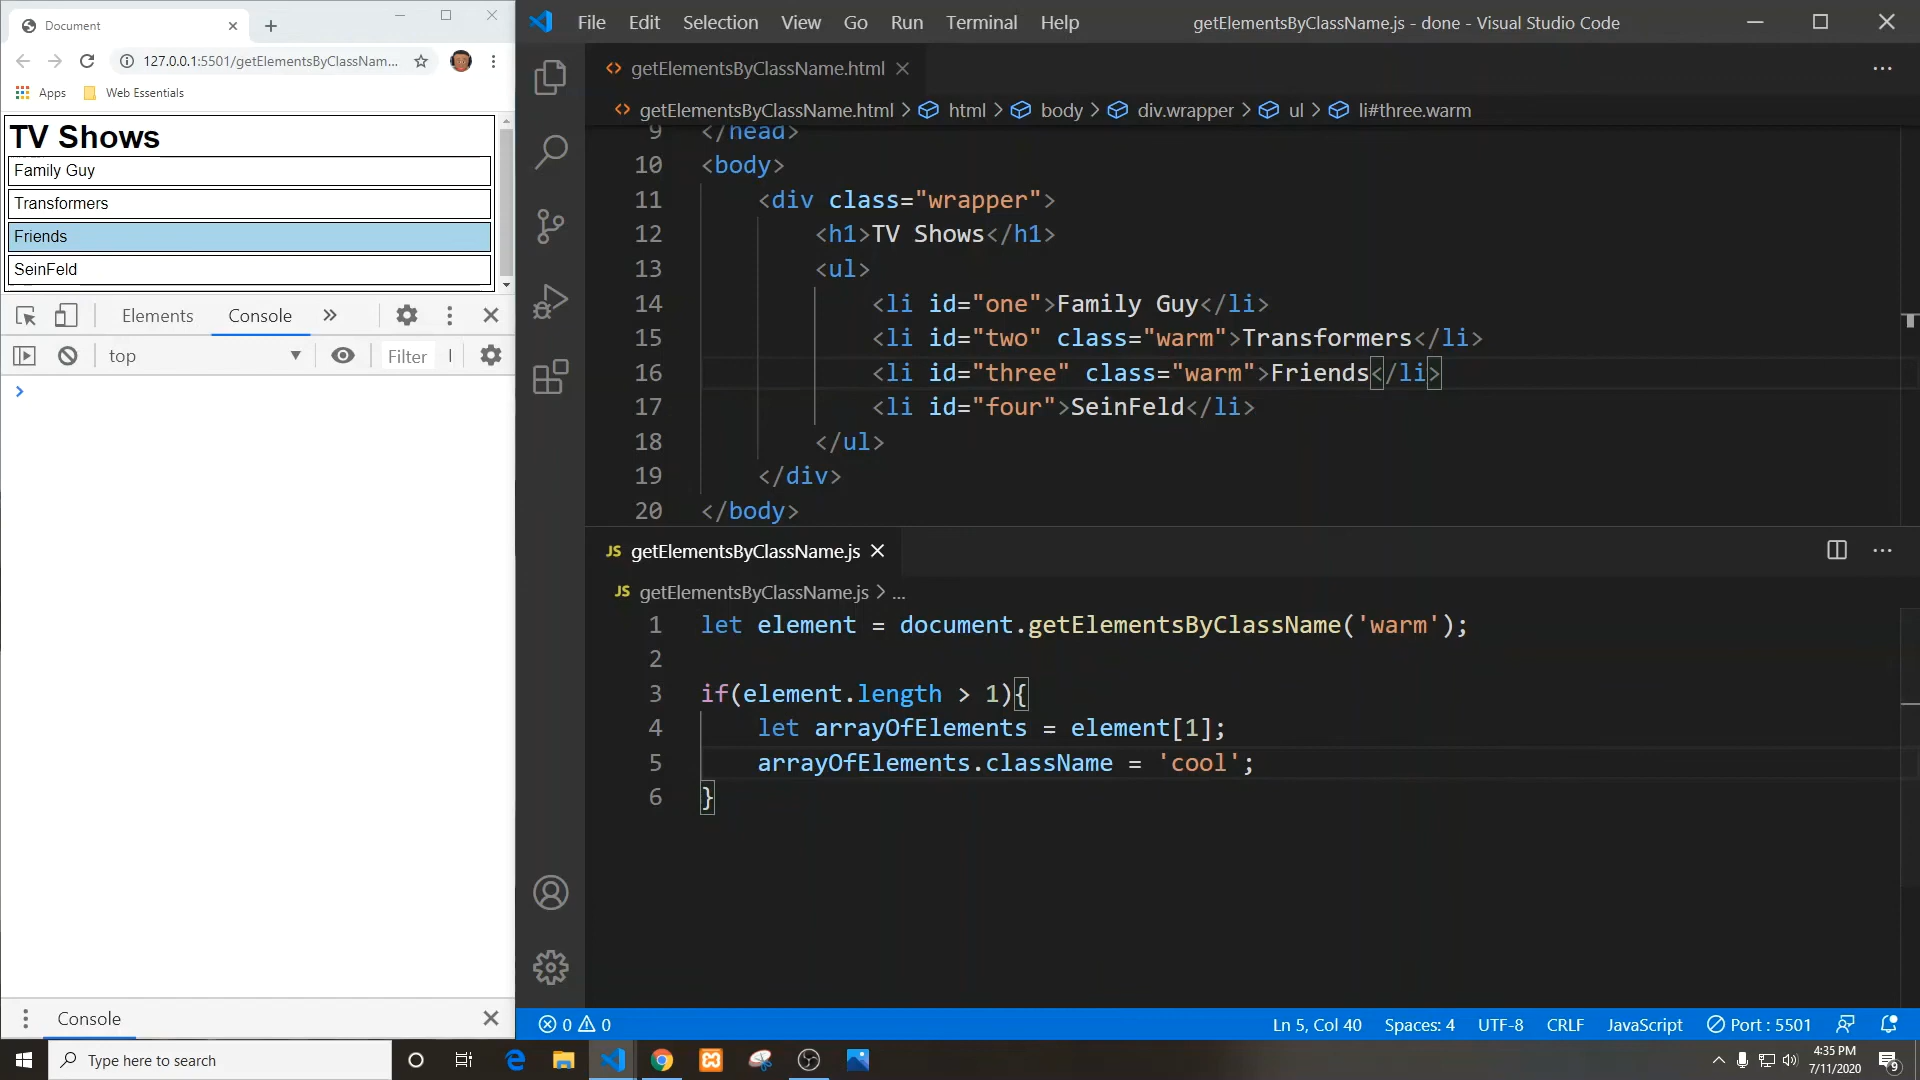 Document
File Edit Selection View Go Run Terminal Help
getElementsByClassName.js - done - Visual Studio Code
127.0.0.1:5501/getElementsByClassNam...
Apps
Web Essentials
TV Shows
Family Guy
Transformers
Friends
SeinFeld
Elements
Console
top
Filter
Console
getElementsByClassName.html
getElementsByClassName.html > html > body > div.wrapper > ul > li#three.warm
9 </head>
10 <body>
11 <div class="wrapper">
12 <h1>TV Shows</h1>
13 <ul>
14 <li id="one">Family Guy</li>
15 <li id="two" class="warm">Transformers</li>
16 <li id="three" class="warm">Friends</li>
17 <li id="four">SeinFeld</li>
18 </ul>
19 </div>
20 </body>
JS getElementsByClassName.js
JS getElementsByClassName.js > ...
1 let element = document.getElementsByClassName('warm');
2
3 if(element.length > 1){
4 let arrayOfElements = element[1];
5 arrayOfElements.className = 'cool';
6 }
0 0
Ln 5, Col 40 Spaces: 4 UTF-8 CRLF JavaScript Port : 5501
Type here to search
4:35 PM
7/11/2020
9